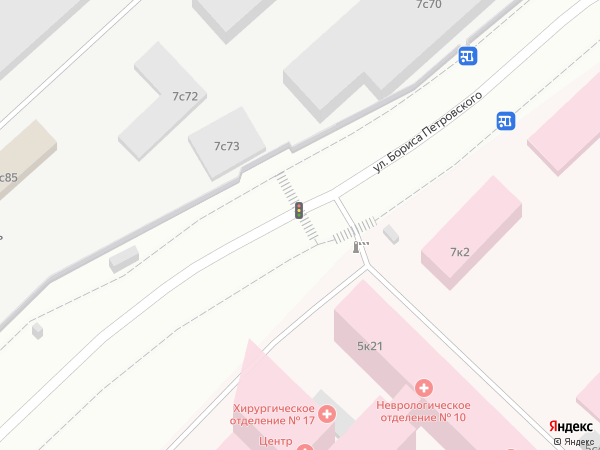 7с70
7с72
ул. Бориса Петровского
7с73
с85
7к2
5к21
Неврологическое
отделение № 10
Хирургическое
отделение № 17
Центр
Яндекс
© Яндекс